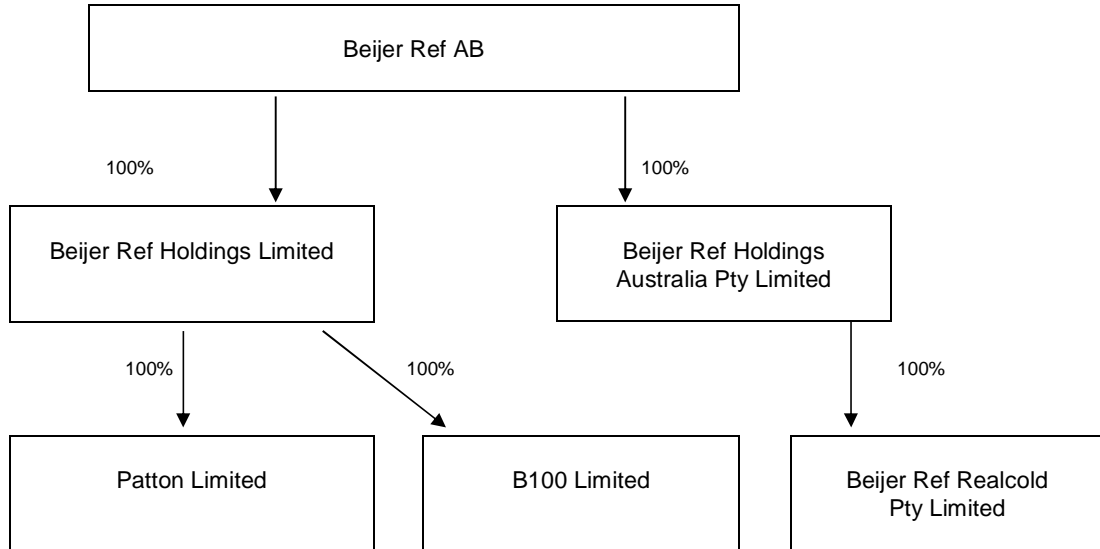 Beijer Ref AB
100%
100%
Beijer Ref Holdings Limited
Beijer Ref Holdings
Australia Pty Limited
100%
100%
100%
Patton Limited
B100 Limited
Beijer Ref Realcold
Pty Limited